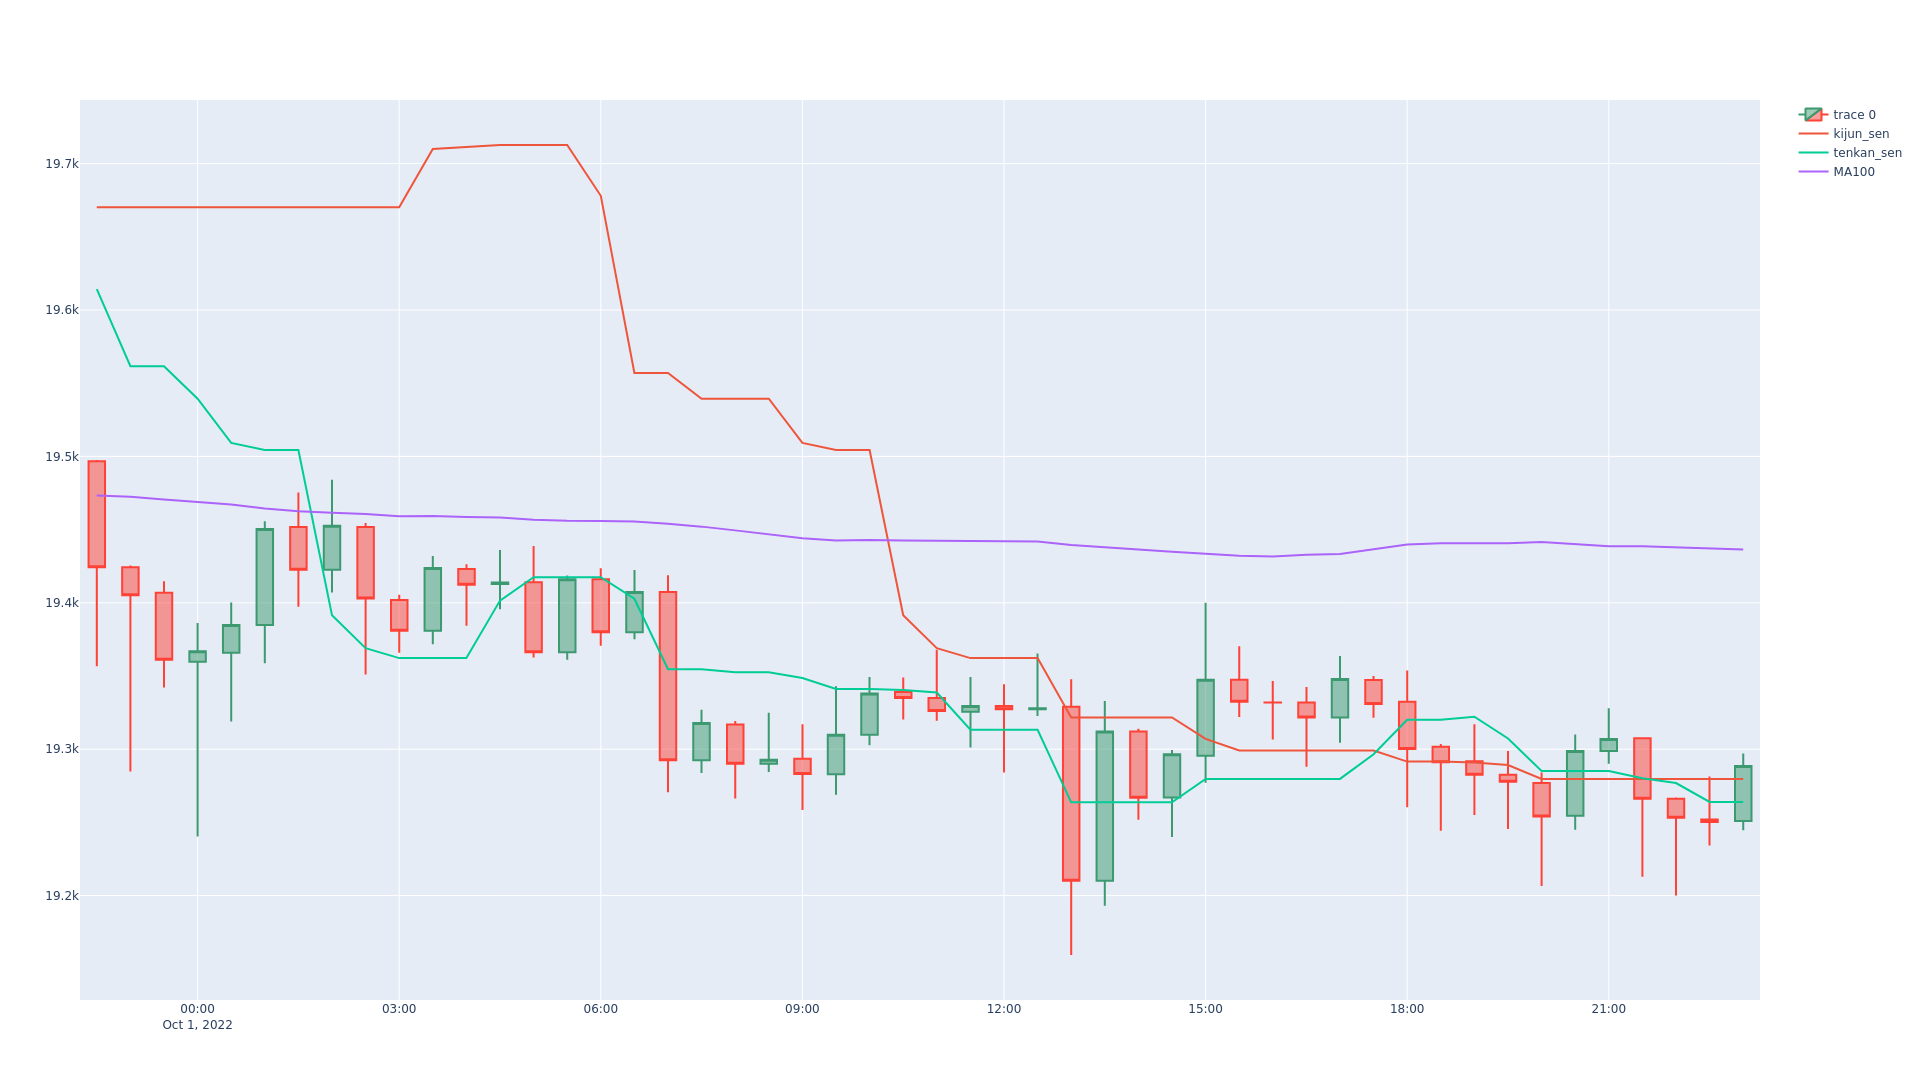 trace 0
kijun_sen
tenkan_sen
MA100
19.7k
19.6k
19.5k
19.4k
19.3k
19.2k
00:00 03:00 06:00 09:00 12:00 15:00 18:00 21:00
Oct 1, 2022